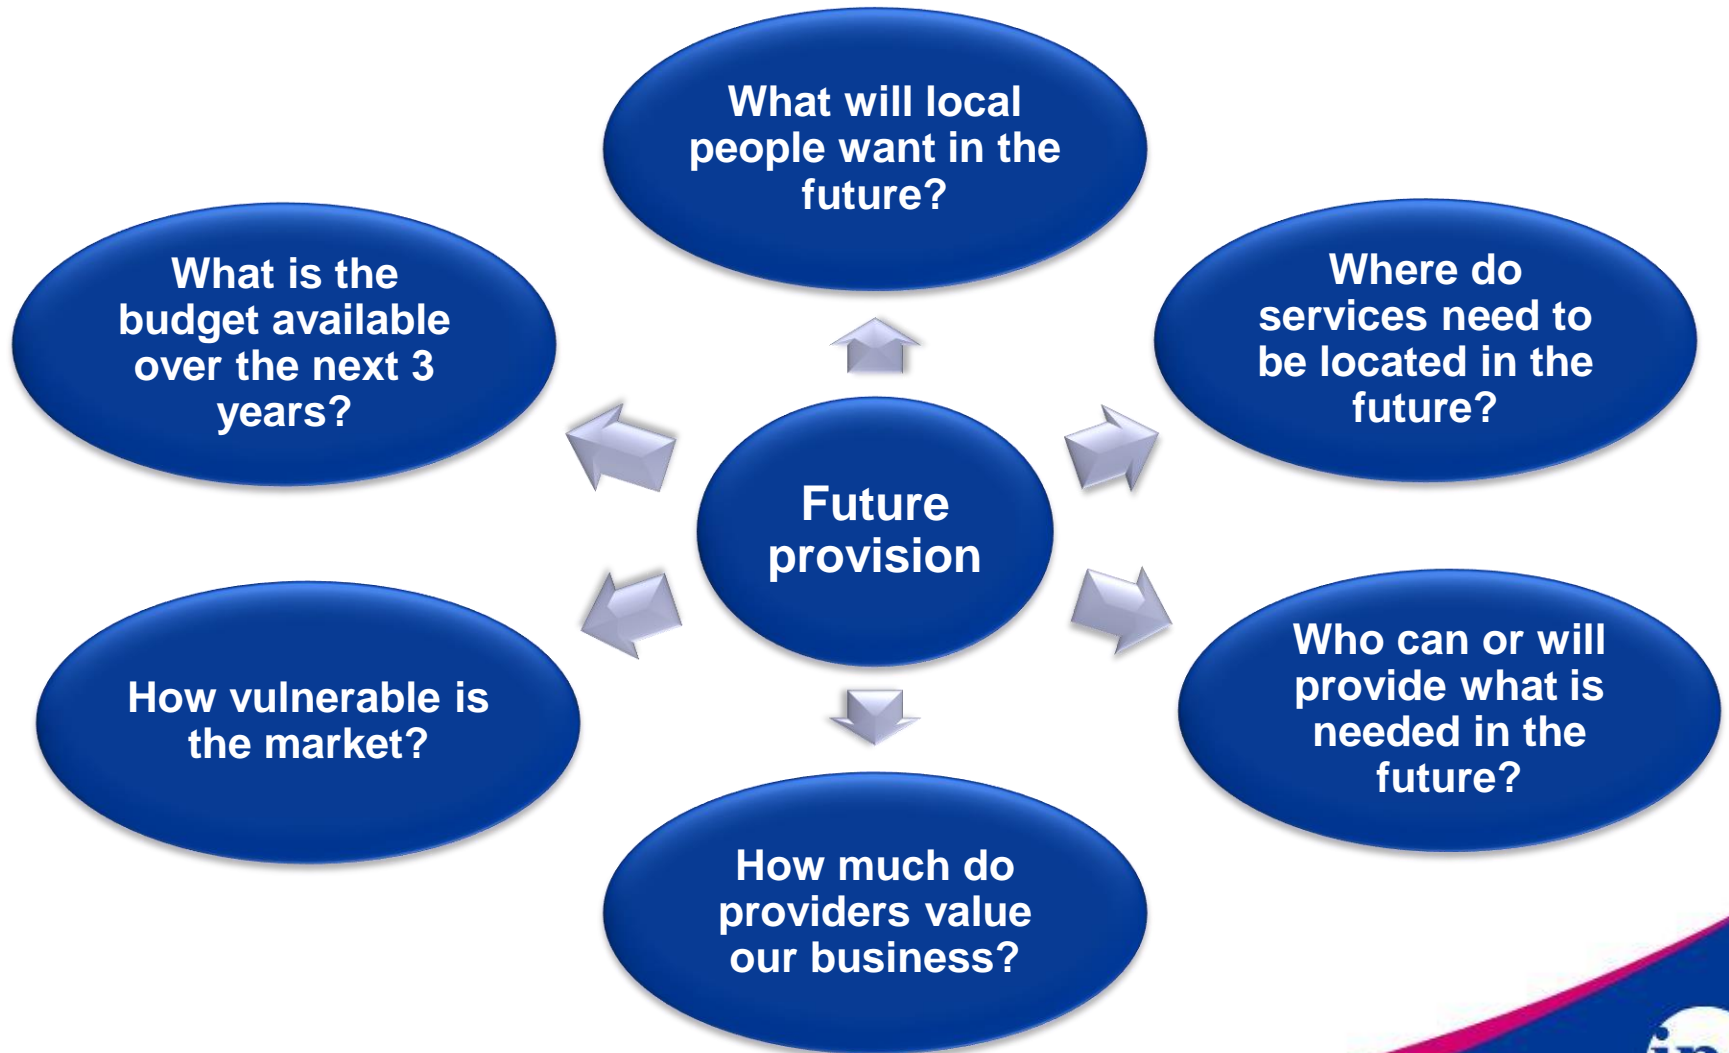 What will local
people want in the
future?
What is the
budget available
over the next 3
years?
Where do
services need to
be located in the
future?
Future
provision
How vulnerable is
the market?
Who can or will
provide what is
needed in the
future?
How much do
providers value
our business?